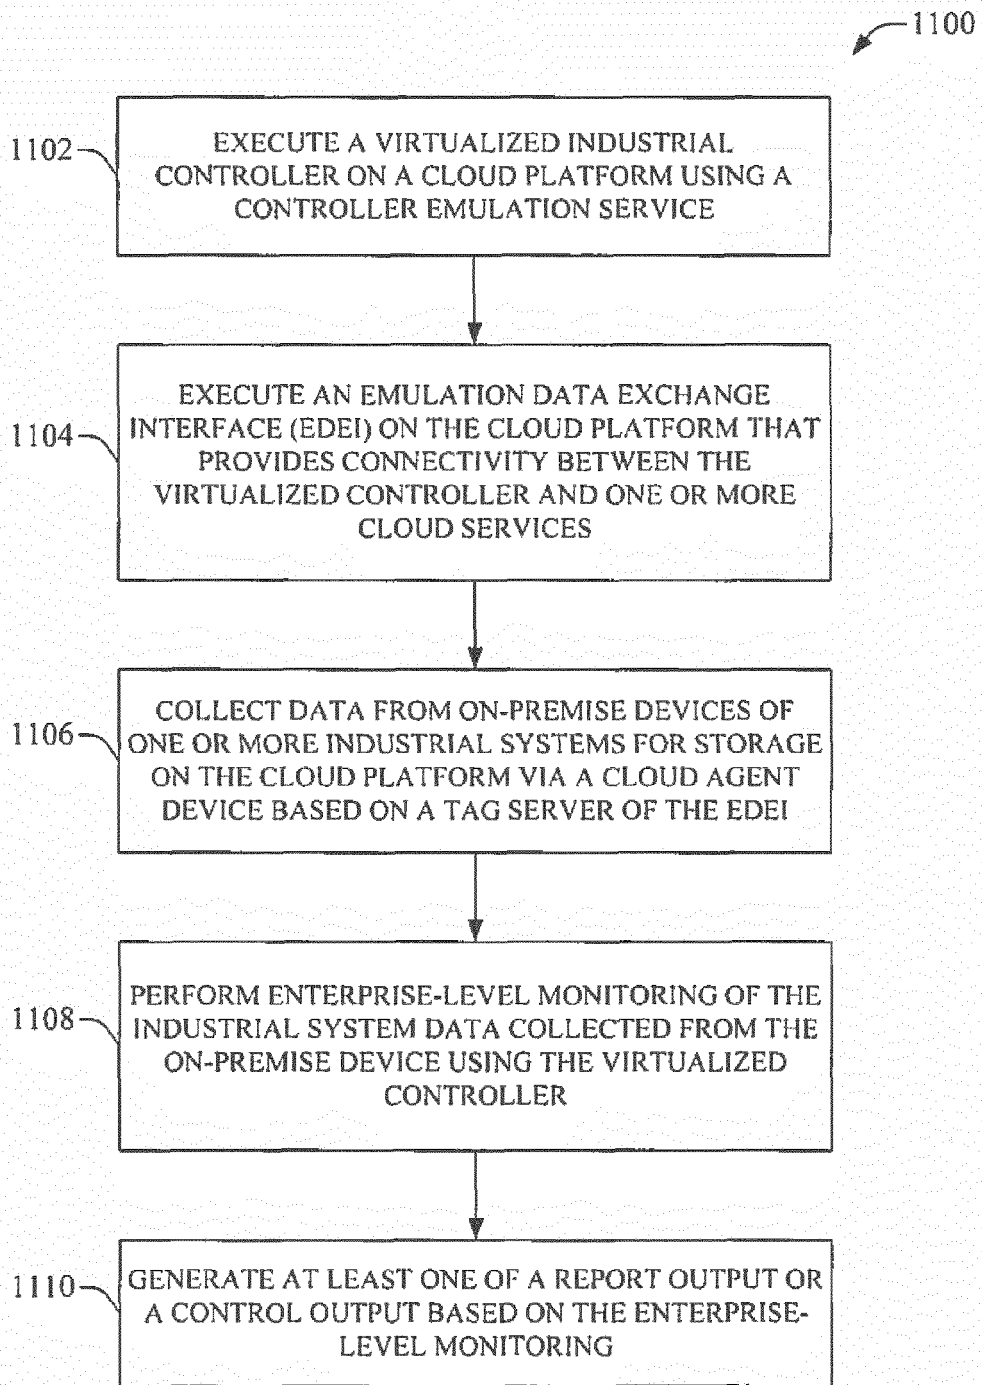 1100
1102
EXECUTE A VIRTUALIZED INDUSTRIAL
CONTROLLER ON A CLOUD PLATFORM USING A
CONTROLLER EMULATION SERVICE
1104
EXECUTE AN EMULATION DATA EXCHANGE
INTERFACE (EDEI) ON THE CLOUD PLATFORM THAT
PROVIDES CONNECTIVITY BETWEEN THE
VIRTUALIZED CONTROLLER AND ONE OR MORE
CLOUD SERVICES
1106
COLLECT DATA FROM ON-PREMISE DEVICES OF
ONE OR MORE INDUSTRIAL SYSTEMS FOR STORAGE
ON THE CLOUD PLATFORM VIA A CLOUD AGENT
DEVICE BASED ON A TAG SERVER OF THE EDEI
1108
PERFORM ENTERPRISE-LEVEL MONITORING OF THE
INDUSTRIAL SYSTEM DATA COLLECTED FROM THE
ON-PREMISE DEVICE USING THE VIRTUALIZED
CONTROLLER
1110
GENERATE AT LEAST ONE OF A REPORT OUTPUT OR
A CONTROL OUTPUT BASED ON THE ENTERPRISE-
LEVEL MONITORING